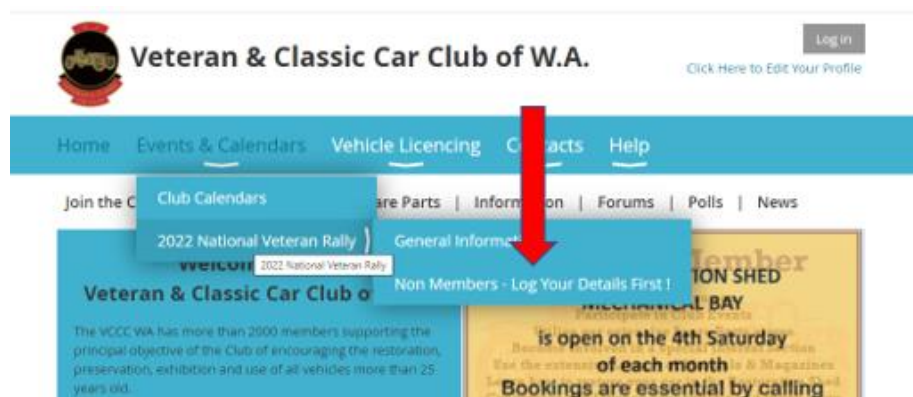 Veteran & Classic Car Club of W.A.
Log in
Click Here to Edit Your Profile
Home Events & Calendars Vehicle Licencing Help
Join the Parts | Information | Forums | Polls | News
Club Calendars
2022 National Veteran Rally
General
2022 National Veteran Rally
Non Members - Log Your Details First !
Veteran & Classic Car Club
The VCCC WA has more than 2000 members supporting the
principal objective of the Club of encouraging the restoration,
preservation, exhibition and use of all vehicles more than 25
years old.
SHED
MECHANICAL BAY
is open on the 4th Saturday
of each month
Bookings are essential by calling